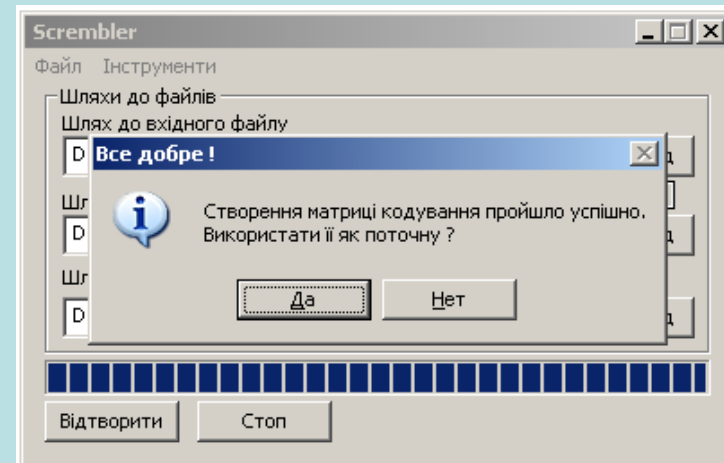 Scrembler
Файл Інструменти
Шляхи до файлів
Шлях до вхідного файлу
D
Все добре !
Створення матриці кодування пройшло успішно.
Використати її як поточну ?
D
Да Нет
D
Відтворити Стоп